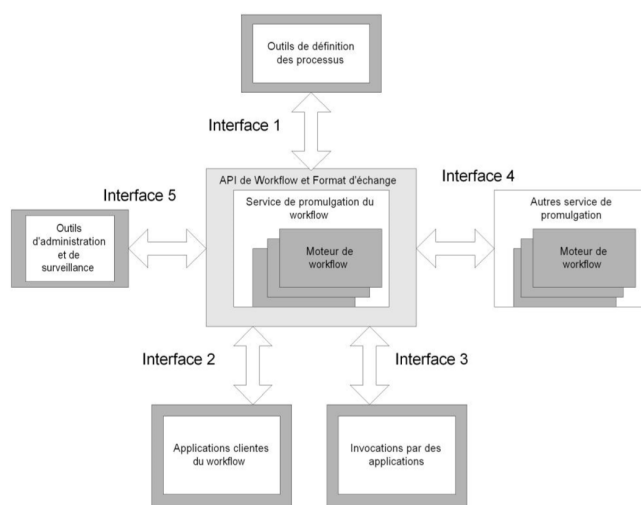 Outils de définition
des processus
Interface 1
API de Workflow et Format d'échange
Interface 5
Interface 4
Service de promulgation du
workflow
Autres service de
promulgation
Outils
d'administration
et de
surveillance
Moteur de
workflow
Moteur de
workflow
Interface 2
Interface 3
Applications clientes
du workflow
Invocations par des
applications